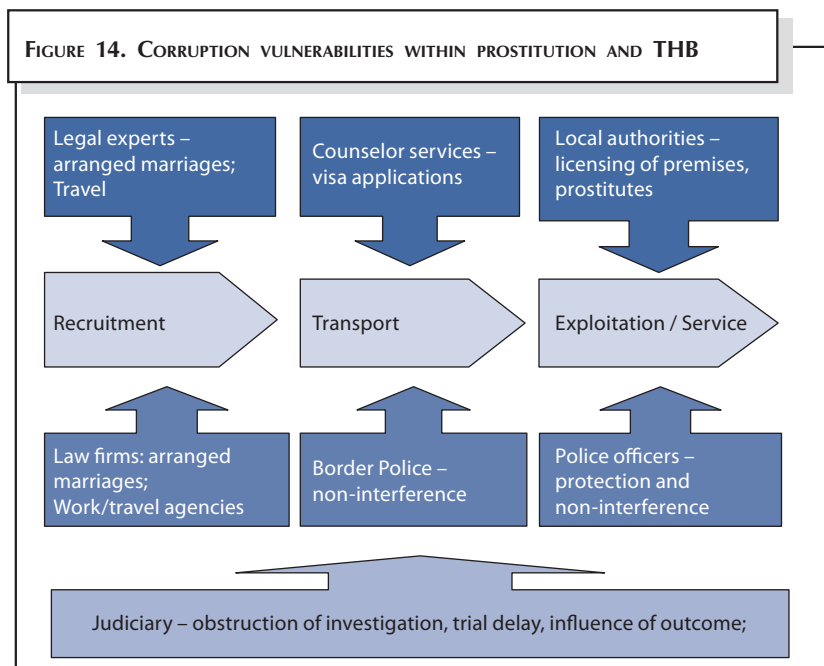 FIGURE 14. CORRUPTION VULNERABILITIES WITHIN PROSTITUTION AND THB
Legal experts –
arranged marriages;
Travel
Counselor services –
visa applications
Local authorities –
licensing of premises,
prostitutes
Recruitment
Transport
Exploitation / Service
Law firms: arranged
marriages;
Work/travel agencies
Border Police –
non-interference
Police officers –
protection and
non-interference
Judiciary – obstruction of investigation, trial delay, influence of outcome;